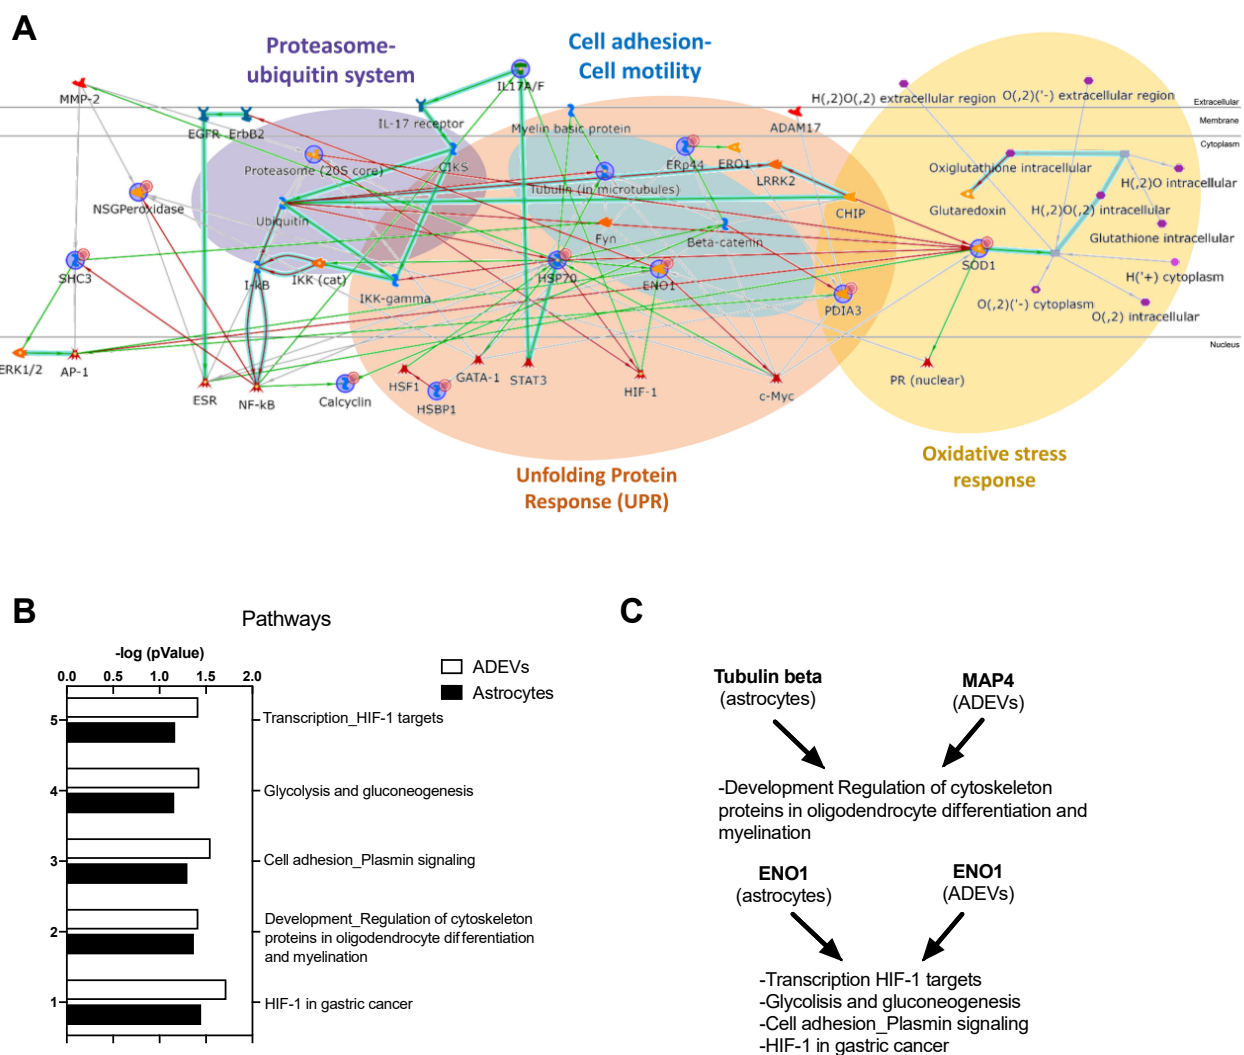 A
Proteasome-
ubiquitin system
Cell adhesion-
Cell motility
MMP-2
IL17A/F
H(,2)O(,2) extracellular region
O(,2)('-) extracellular region
Extracellular
Membrane
Cytoplasm
EGFR
ErbB2
IL-17 receptor
Myelin basic protein
ADAM17
Proteasome (20S core)
CIKS
ERp44
ERO1
LRRK2
Oxiglutathione intracellular
H(,2)O intracellular
NSGPeroxidase
Tubulin (in microtubules)
CHIP
Glutaredoxin
H(,2)O(,2) intracellular
Ubiquitin
Fyn
Beta-catenin
Glutathione intracellular
SHC3
I-kB
IKK (cat)
IKK-gamma
HSP70
ENO1
SOD1
H('+) cytoplasm
PDIA3
O(,2)('-) cytoplasm
O(,2) intracellular
Nucleus
ERK1/2
AP-1
ESR
NF-kB
Calcyclin
HSF1
HSBP1
GATA-1
STAT3
HIF-1
c-Myc
PR (nuclear)
Unfolding Protein
Response (UPR)
Oxidative stress
response
B
Pathways
-log (pValue)
0.0 0.5 1.0 1.5 2.0
ADEVs
Astrocytes
5
Transcription_HIF-1 targets
4
Glycolysis and gluconeogenesis
3
Cell adhesion_Plasmin signaling
2
Development_Regulation of cytoskeleton
proteins in oligodendrocyte differentiation
and myelination
1
HIF-1 in gastric cancer
C
Tubulin beta
(astrocytes)
MAP4
(ADEVs)
-Development Regulation of cytoskeleton
proteins in oligodendrocyte differentiation and
myelination
ENO1
(astrocytes)
ENO1
(ADEVs)
-Transcription HIF-1 targets
-Glycolisis and gluconeogenesis
-Cell adhesion_Plasmin signaling
-HIF-1 in gastric cancer